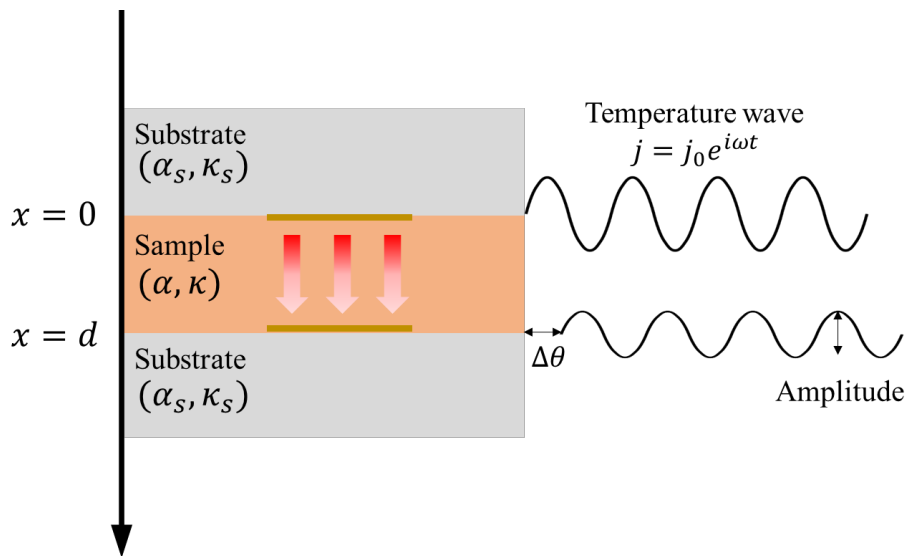 Substrate
(αₛ, κₛ)
Temperature wave
j = j₀e^{iωt}
x = 0
Sample
(α, κ)
x = d
Substrate
(αₛ, κₛ)
Δθ
Amplitude